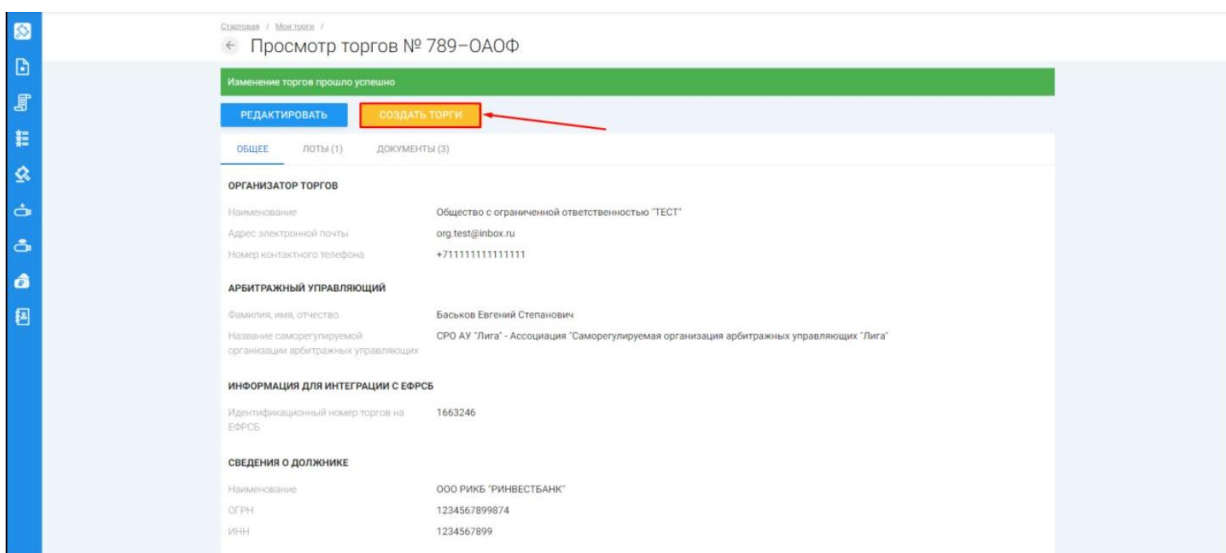 Стартовая / Мои торги /
Просмотр торгов № 789-ОАОФ
Изменение торгов прошло успешно
РЕДАКТИРОВАТЬ СОЗДАТЬ ТОРГИ
ОБЩЕЕ ЛОТЫ (1) ДОКУМЕНТЫ (3)
ОРГАНИЗАТОР ТОРГОВ
Наименование Общество с ограниченной ответственностью "ТЕСТ"
Адрес электронной почты org.test@inbox.ru
Номер контактного телефона +711111111111111
АРБИТРАЖНЫЙ УПРАВЛЯЮЩИЙ
Фамилия, имя, отчество Баськов Евгений Степанович
Название саморегулируемой СРО АУ "Лига" - Ассоциация "Саморегулируемая организация арбитражных управляющих "Лига"
организации арбитражных управляющих
ИНФОРМАЦИЯ ДЛЯ ИНТЕГРАЦИИ С ЕФРСБ
Идентификационный номер торгов на 1663246
ЕФРСБ
СВЕДЕНИЯ О ДОЛЖНИКЕ
Наименование ООО РИКБ "РИНВЕСТБАНК"
ОГРН 1234567899874
ИНН 1234567899